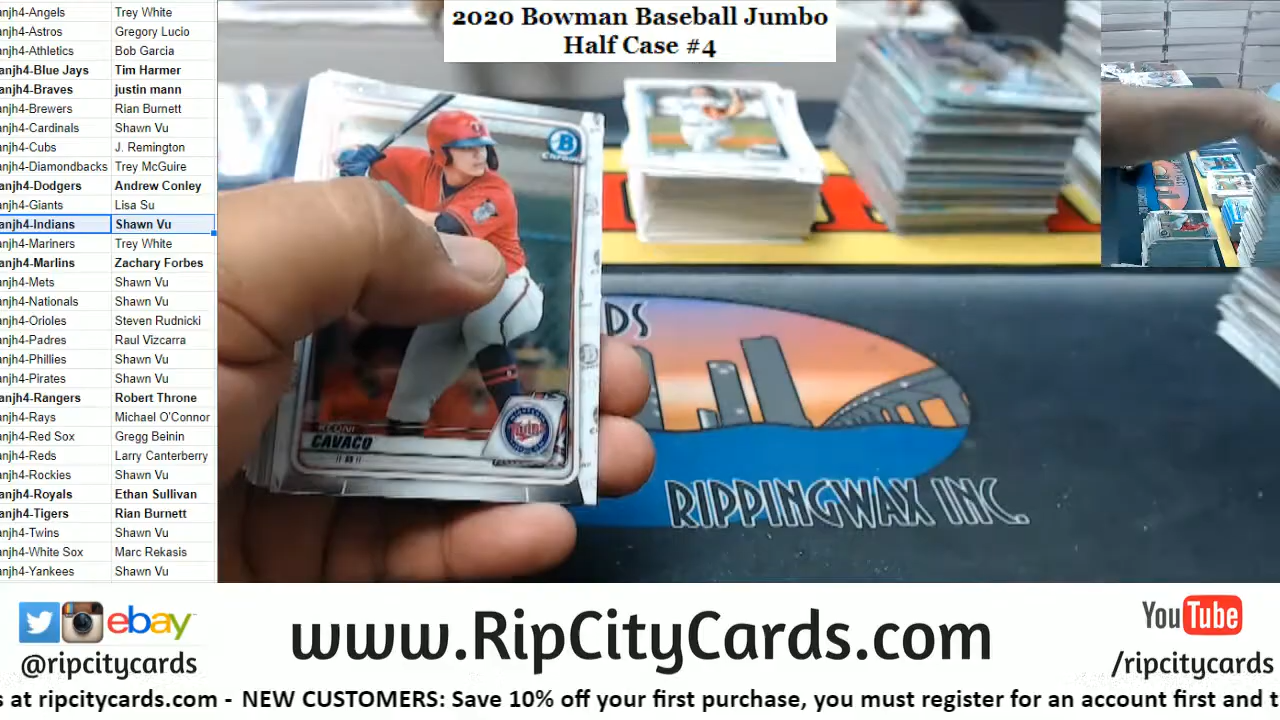 2020 Bowman Baseball Jumbo
Half Case #4
anjh4-Angels Trey White
anjh4-Astros Gregory Lucio
anjh4-Athletics Bob Garcia
anjh4-Blue Jays Tim Harmer
anjh4-Braves justin mann
anjh4-Brewers Rian Burnett
anjh4-Cardinals Shawn Vu
anjh4-Cubs J. Remington
anjh4-Diamondbacks Trey McGuire
anjh4-Dodgers Andrew Conley
anjh4-Giants Lisa Su
anjh4-Indians Shawn Vu
anjh4-Mariners Trey White
anjh4-Marlins Zachary Forbes
anjh4-Mets Shawn Vu
anjh4-Nationals Shawn Vu
anjh4-Orioles Steven Rudnicki
anjh4-Padres Raul Vizcarra
anjh4-Phillies Shawn Vu
anjh4-Pirates Shawn Vu
anjh4-Rangers Robert Throne
anjh4-Rays Michael O'Connor
anjh4-Red Sox Gregg Beinin
anjh4-Reds Larry Canterberry
anjh4-Rockies Shawn Vu
anjh4-Royals Ethan Sullivan
anjh4-Tigers Rian Burnett
anjh4-Twins Shawn Vu
anjh4-White Sox Marc Rekasis
anjh4-Yankees Shawn Vu
B
CAVACO
Twins
DS
RIPPINGWAX INC.
ebay
@ripcitycards
www.RipCityCards.com
YouTube
/ripcitycards
s at ripcitycards.com - NEW CUSTOMERS: Save 10% off your first purchase, you must register for an account first and t